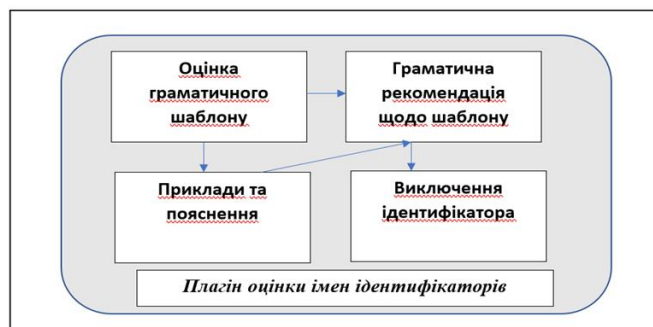 Оцінка
граматичного
шаблону
Граматична
рекомендація
щодо шаблону
Приклади та
пояснення
Виключення
ідентифікатора
Плагін оцінки імен ідентифікаторів